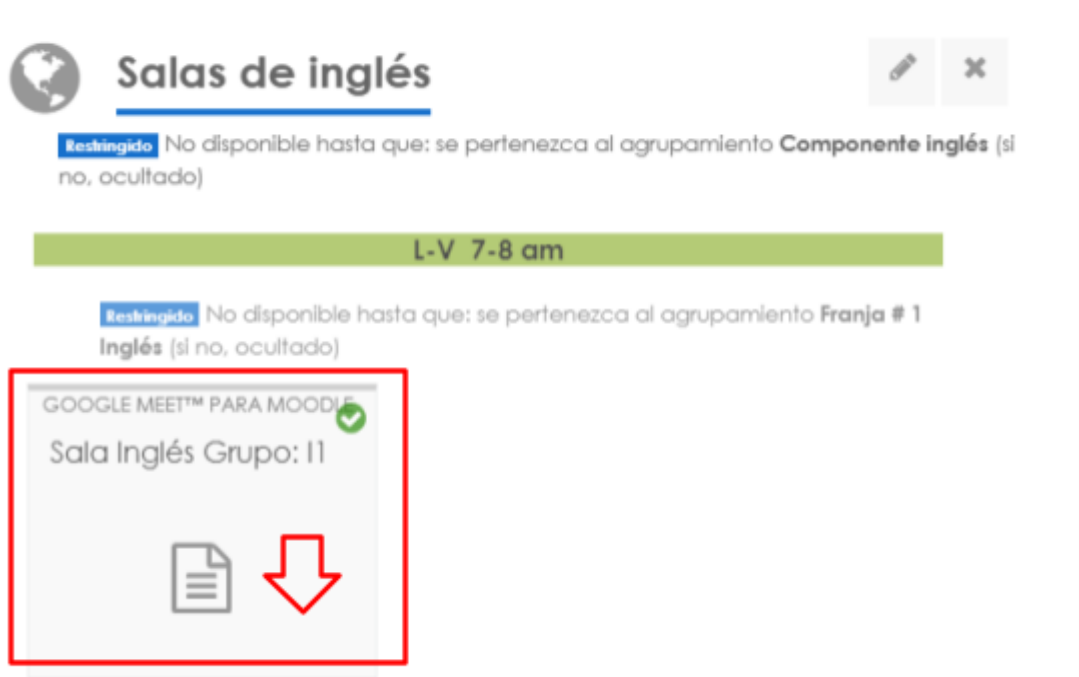 Salas de inglés
Restringido No disponible hasta que: se pertenezca al agrupamiento Componente inglés (si
no, ocultado)
L-V 7-8 am
Restringido No disponible hasta que: se pertenezca al agrupamiento Franja # 1
Inglés (si no, ocultado)
GOOGLE MEET™ PARA MOODLE
Sala Inglés Grupo: I1